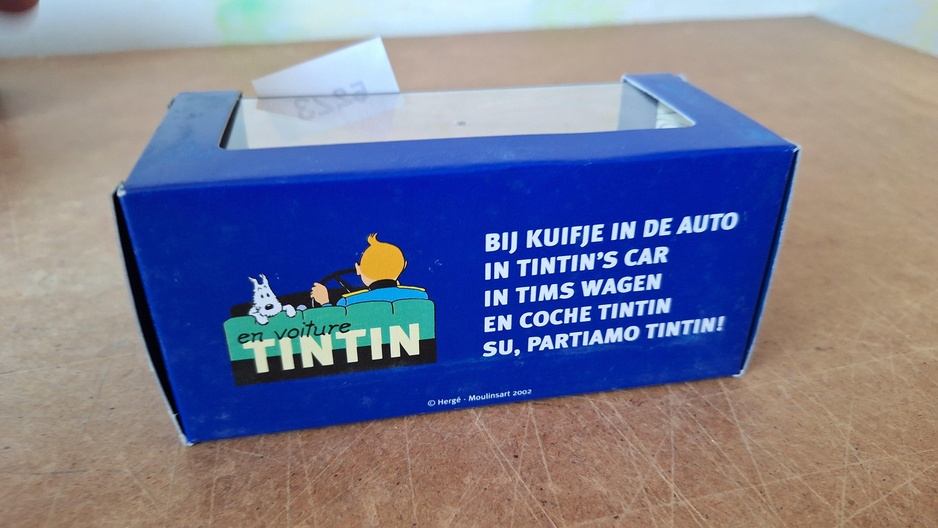 5823
BIJ KUIFJE IN DE AUTO
IN TINTIN'S CAR
IN TIMS WAGEN
EN COCHE TINTIN
SU, PARTIAMO TINTIN!
en voiture
TINTIN
© Hergé - Moulinsart 2002